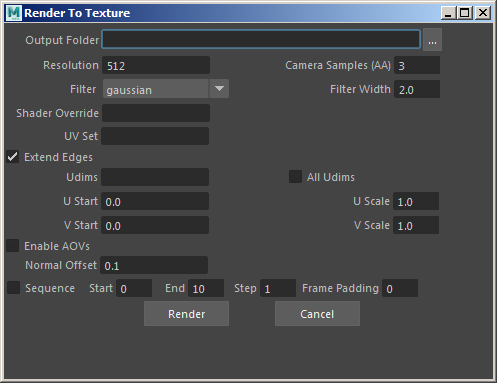 Render To Texture
Output Folder ...
Resolution 512 Camera Samples (AA) 3
Filter gaussian Filter Width 2.0
Shader Override
UV Set
Extend Edges
Udims All Udims
U Start 0.0 U Scale 1.0
V Start 0.0 V Scale 1.0
Enable AOVs
Normal Offset 0.1
Sequence Start 0 End 10 Step 1 Frame Padding 0
Render Cancel